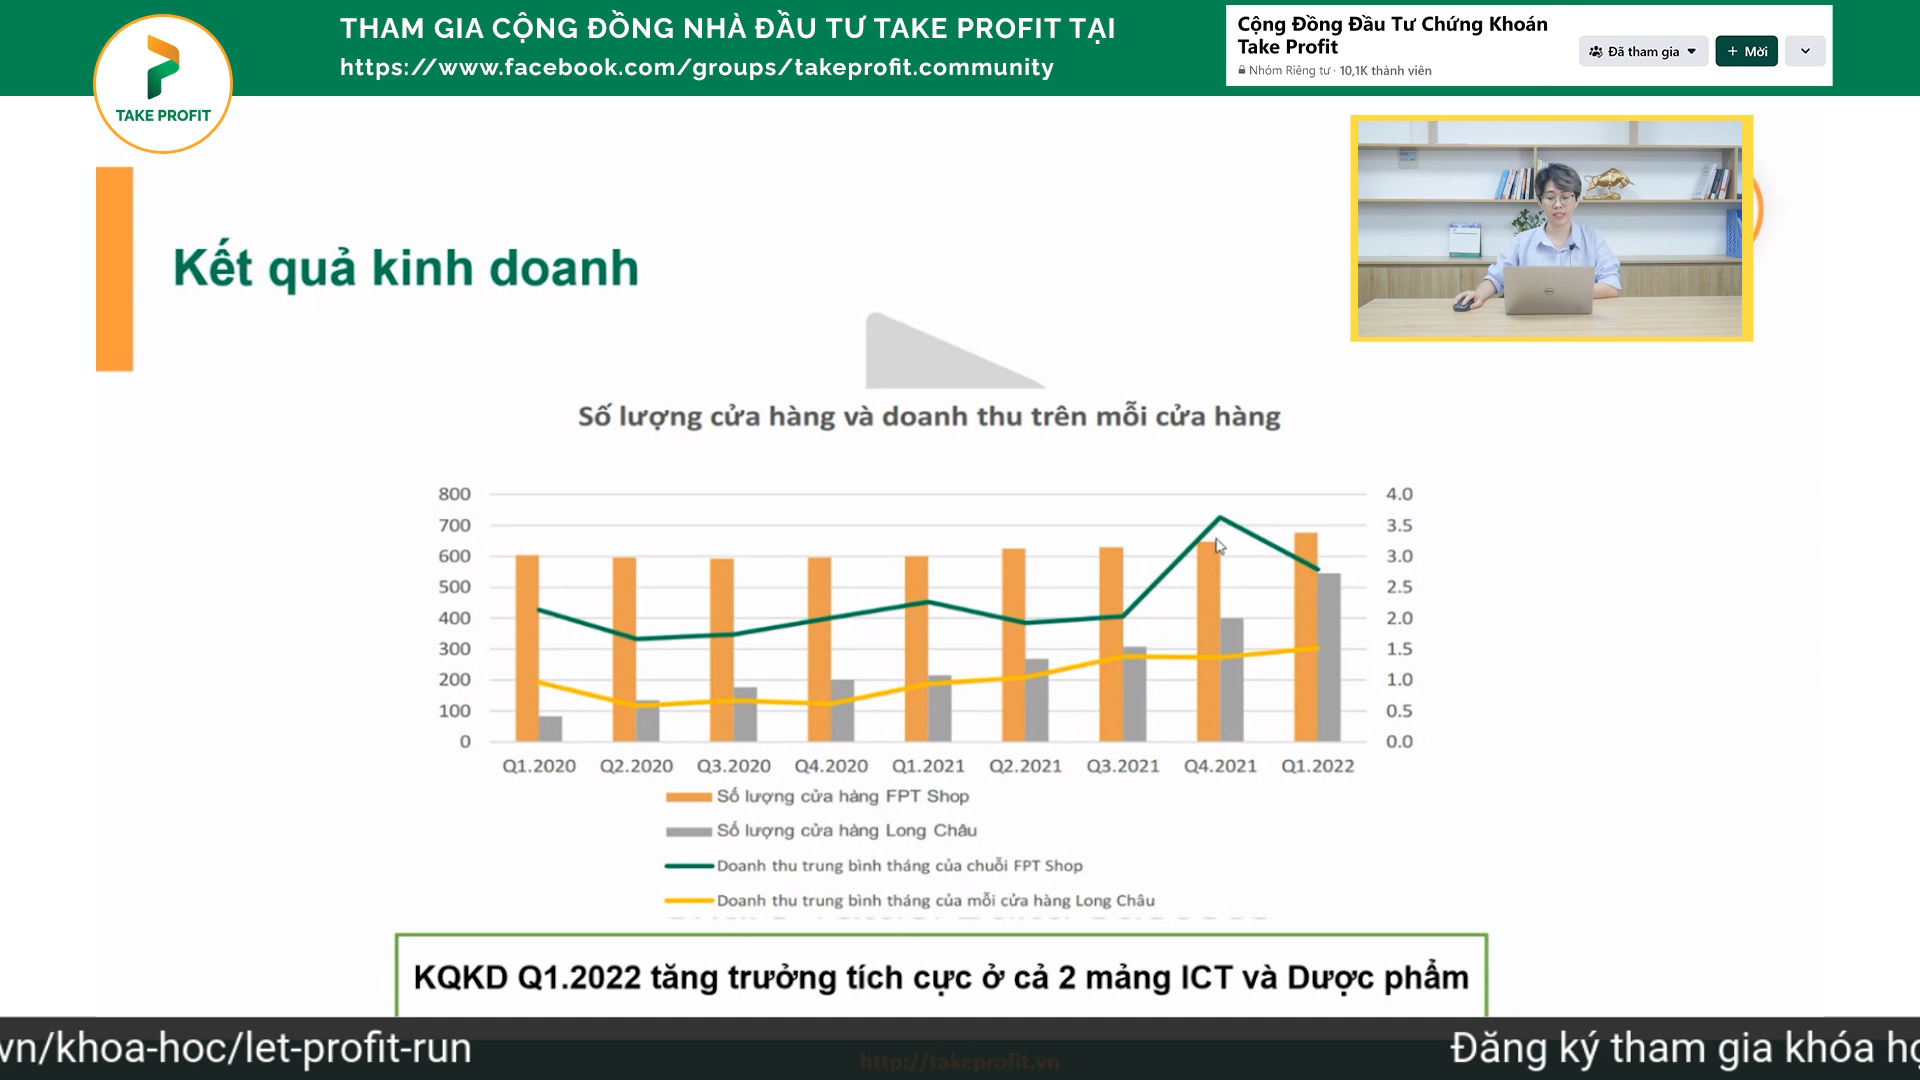 THAM GIA CỘNG ĐỒNG NHÀ ĐẦU TƯ TAKE PROFIT TẠI
https://www.facebook.com/groups/takeprofit.community
TAKE PROFIT
Cộng Đồng Đầu Tư Chứng Khoán
Take Profit
Nhóm Riêng tư · 10,1K thành viên
Đã tham gia
+ Mời
Kết quả kinh doanh
Số lượng cửa hàng và doanh thu trên mỗi cửa hàng
800 4.0
700 3.5
600 3.0
500 2.5
400 2.0
300 1.5
200 1.0
100 0.5
0 0.0
Q1.2020 Q2.2020 Q3.2020 Q4.2020 Q1.2021 Q2.2021 Q3.2021 Q4.2021 Q1.2022
Số lượng cửa hàng FPT Shop
Số lượng cửa hàng Long Châu
Doanh thu trung bình tháng của chuỗi FPT Shop
Doanh thu trung bình tháng của mỗi cửa hàng Long Châu
KQKD Q1.2022 tăng trưởng tích cực ở cả 2 mảng ICT và Dược phẩm
vn/khoa-hoc/let-profit-run
http://takeprofit.vn
Đăng ký tham gia khóa họ